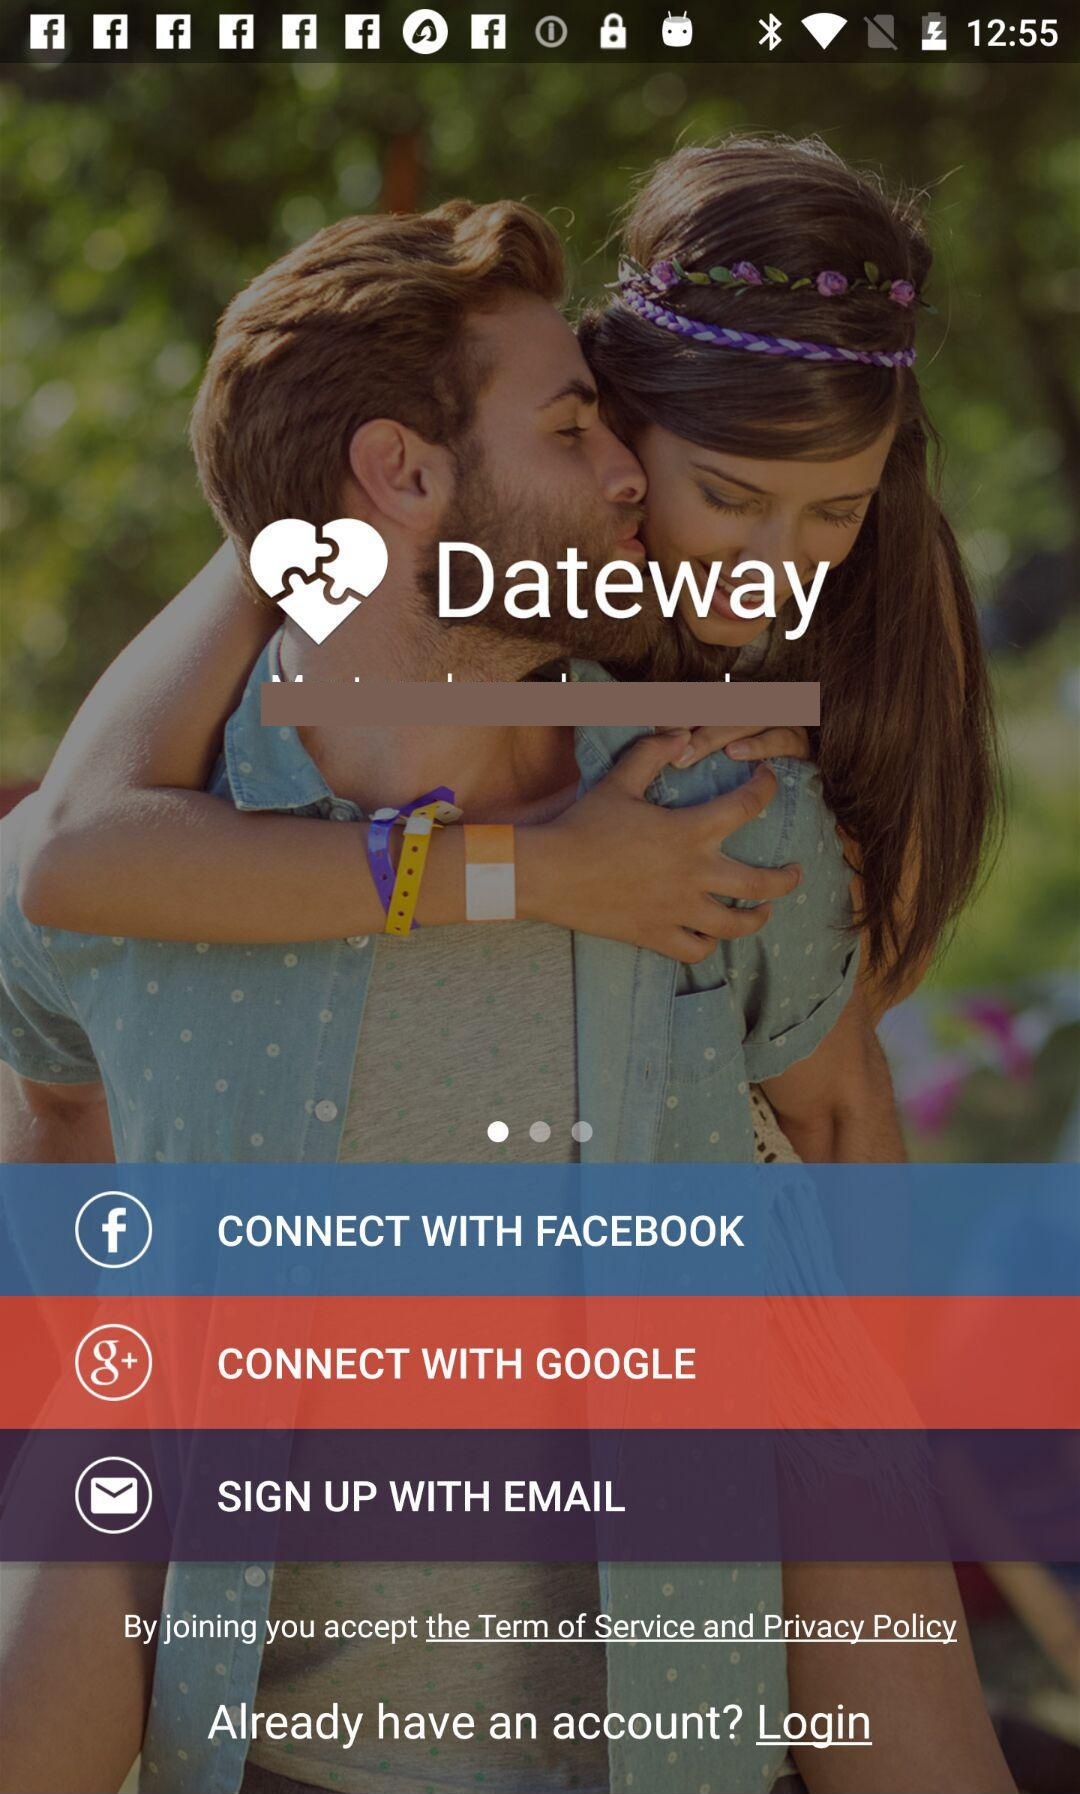 12:55
Dateway
CONNECT WITH FACEBOOK
CONNECT WITH GOOGLE
SIGN UP WITH EMAIL
By joining you accept the Term of Service and Privacy Policy
Already have an account? Login